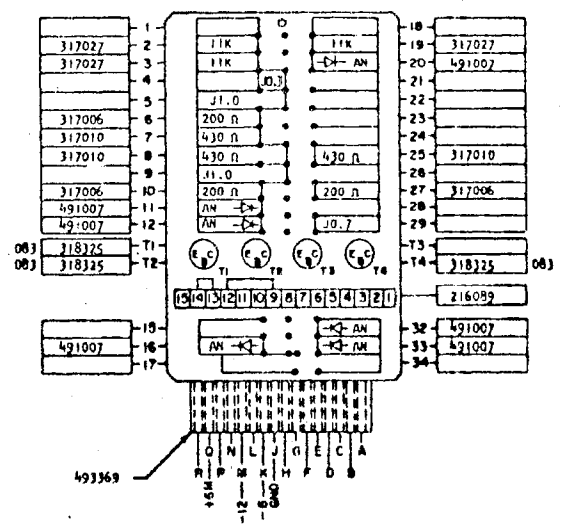 1 18
317027 2 11K 11K 19 317027
317027 3 11K AN 20 491007
4 J0.3 21
5 J1.0 22
317006 6 200 Ω 23
317010 7 430 Ω 24
317010 8 430 Ω 430 Ω 25 317010
9 J1.0 26
317006 10 200 Ω 200 Ω 27 317006
491007 11 AN 28
491007 12 AN J0.7 29
083 318325 T1 E B C E B C E B C E B C T3
083 318325 T2 T1 T2 T3 T4 T4 318325 083
15 14 13 12 11 10 9 8 7 6 5 4 3 2 1 216089
15 AN 32 491007
491007 16 AN AN 33 491007
17 34
R Q P N M L K J H G F E D C B A
+6M -12 -6 GND
493369